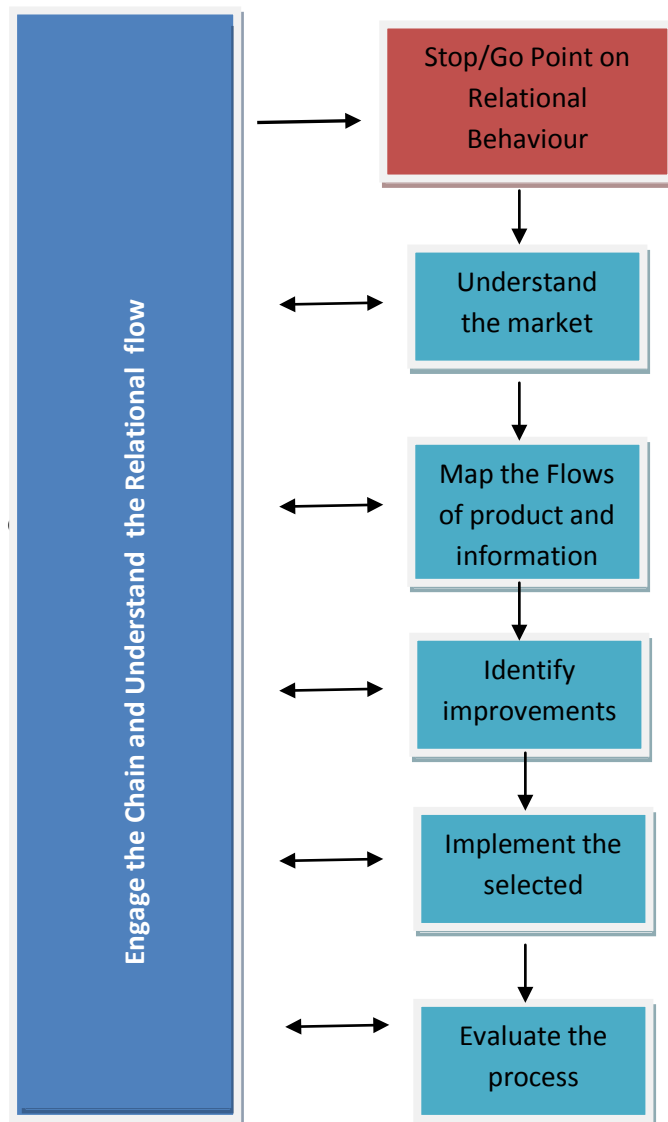 Engage the Chain and Understand the Relational flow
Stop/Go Point on
Relational
Behaviour
Understand
the market
Map the Flows
of product and
information
Identify
improvements
Implement the
selected
Evaluate the
process